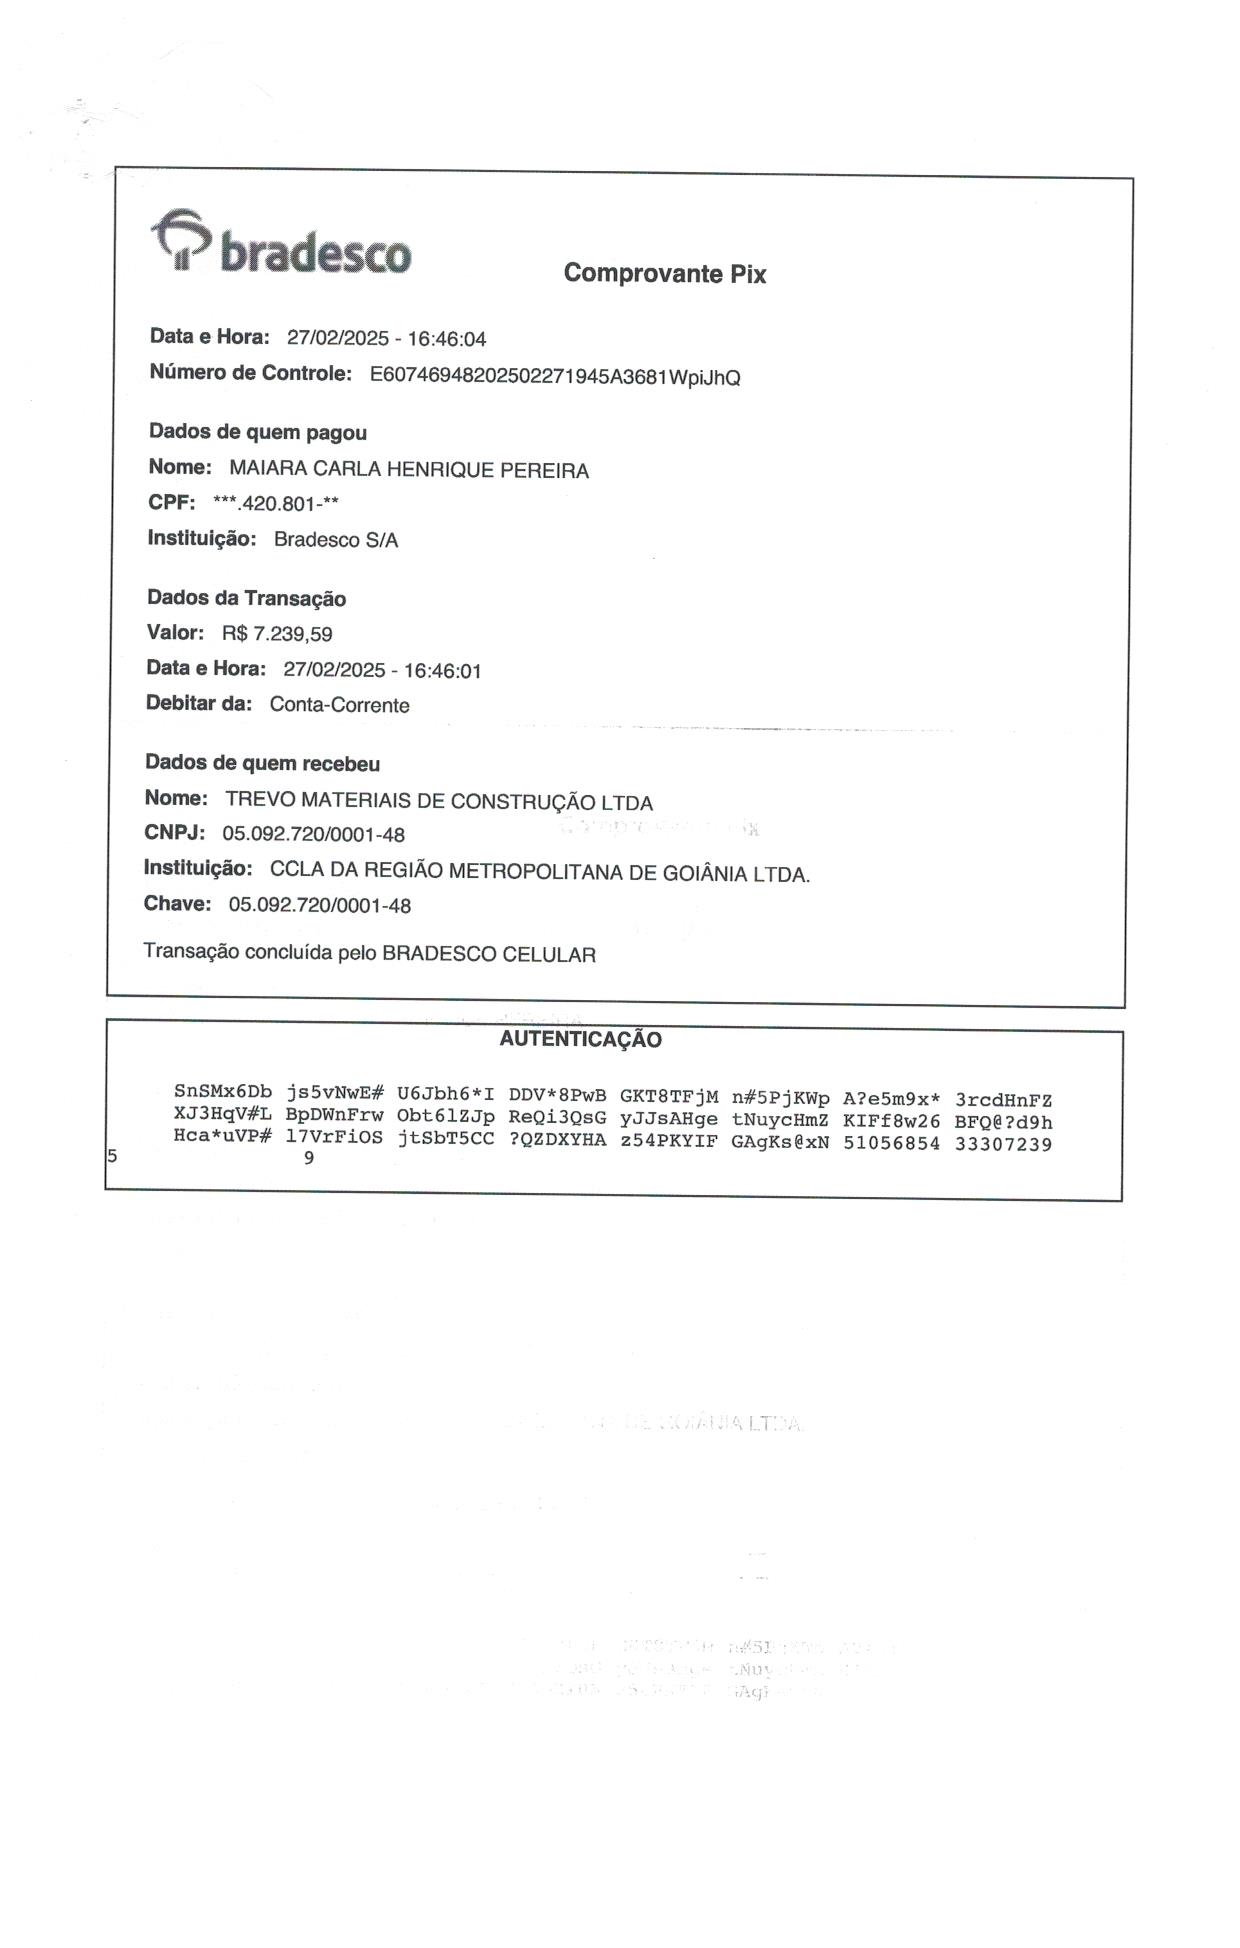 bradesco
Comprovante Pix
Data e Hora: 27/02/2025 - 16:46:04
Número de Controle: E60746948202502271945A3681WpiJhQ
Dados de quem pagou
Nome: MAIARA CARLA HENRIQUE PEREIRA
CPF: ***.420.801-**
Instituição: Bradesco S/A
Dados da Transação
Valor: R$ 7.239,59
Data e Hora: 27/02/2025 - 16:46:01
Debitar da: Conta-Corrente
Dados de quem recebeu
Nome: TREVO MATERIAIS DE CONSTRUÇÃO LTDA
CNPJ: 05.092.720/0001-48
Instituição: CCLA DA REGIÃO METROPOLITANA DE GOIÂNIA LTDA.
Chave: 05.092.720/0001-48
Transação concluída pelo BRADESCO CELULAR
AUTENTICAÇÃO
SnSMx6Db js5vNwE# U6Jbh6*I DDV*8PwB GKT8TFjM n#5PjKWp A?e5m9x* 3rcdHnFZ
XJ3HqV#L BpDWnFrw Obt6lZJp ReQi3QsG yJJsAHge tNuycHmZ KIFf8w26 BFQ@?d9h
Hca*uVP# l7VrFiOS jtSbT5CC ?QZDXYHA z54PKYIF GAgKs@xN 51056854 33307239
5 9
DE GOIÂNIA LTDA.